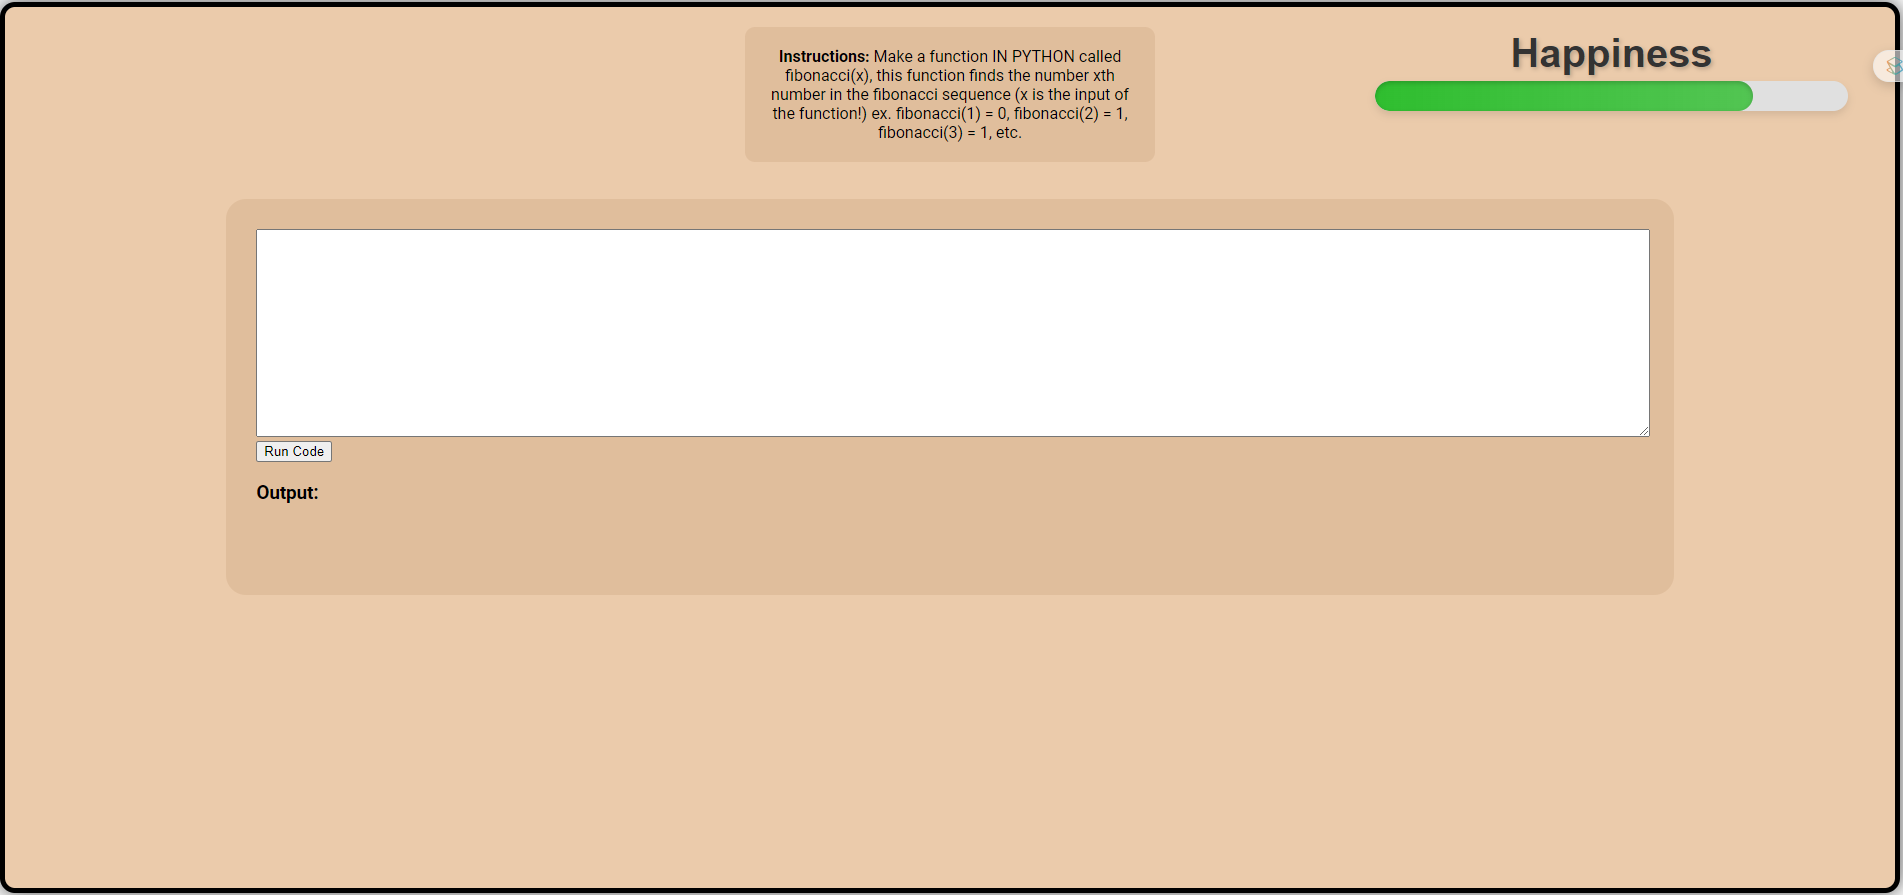 Instructions: Make a function IN PYTHON called
fibonacci(x), this function finds the number xth
number in the fibonacci sequence (x is the input of
the function!) ex. fibonacci(1) = 0, fibonacci(2) = 1,
fibonacci(3) = 1, etc.
Happiness
Run Code
Output: